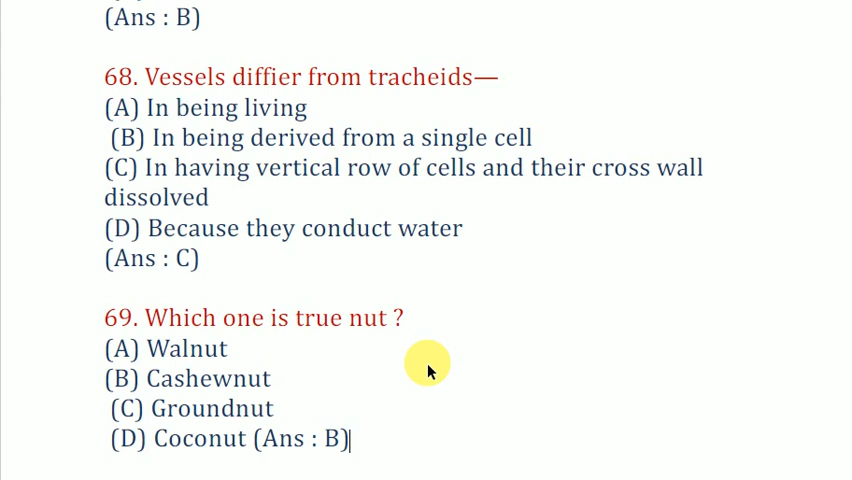 (Ans : B)
68. Vessels diffier from tracheids—
(A) In being living
(B) In being derived from a single cell
(C) In having vertical row of cells and their cross wall
dissolved
(D) Because they conduct water
(Ans : C)
69. Which one is true nut ?
(A) Walnut
(B) Cashewnut
(C) Groundnut
(D) Coconut (Ans : B)